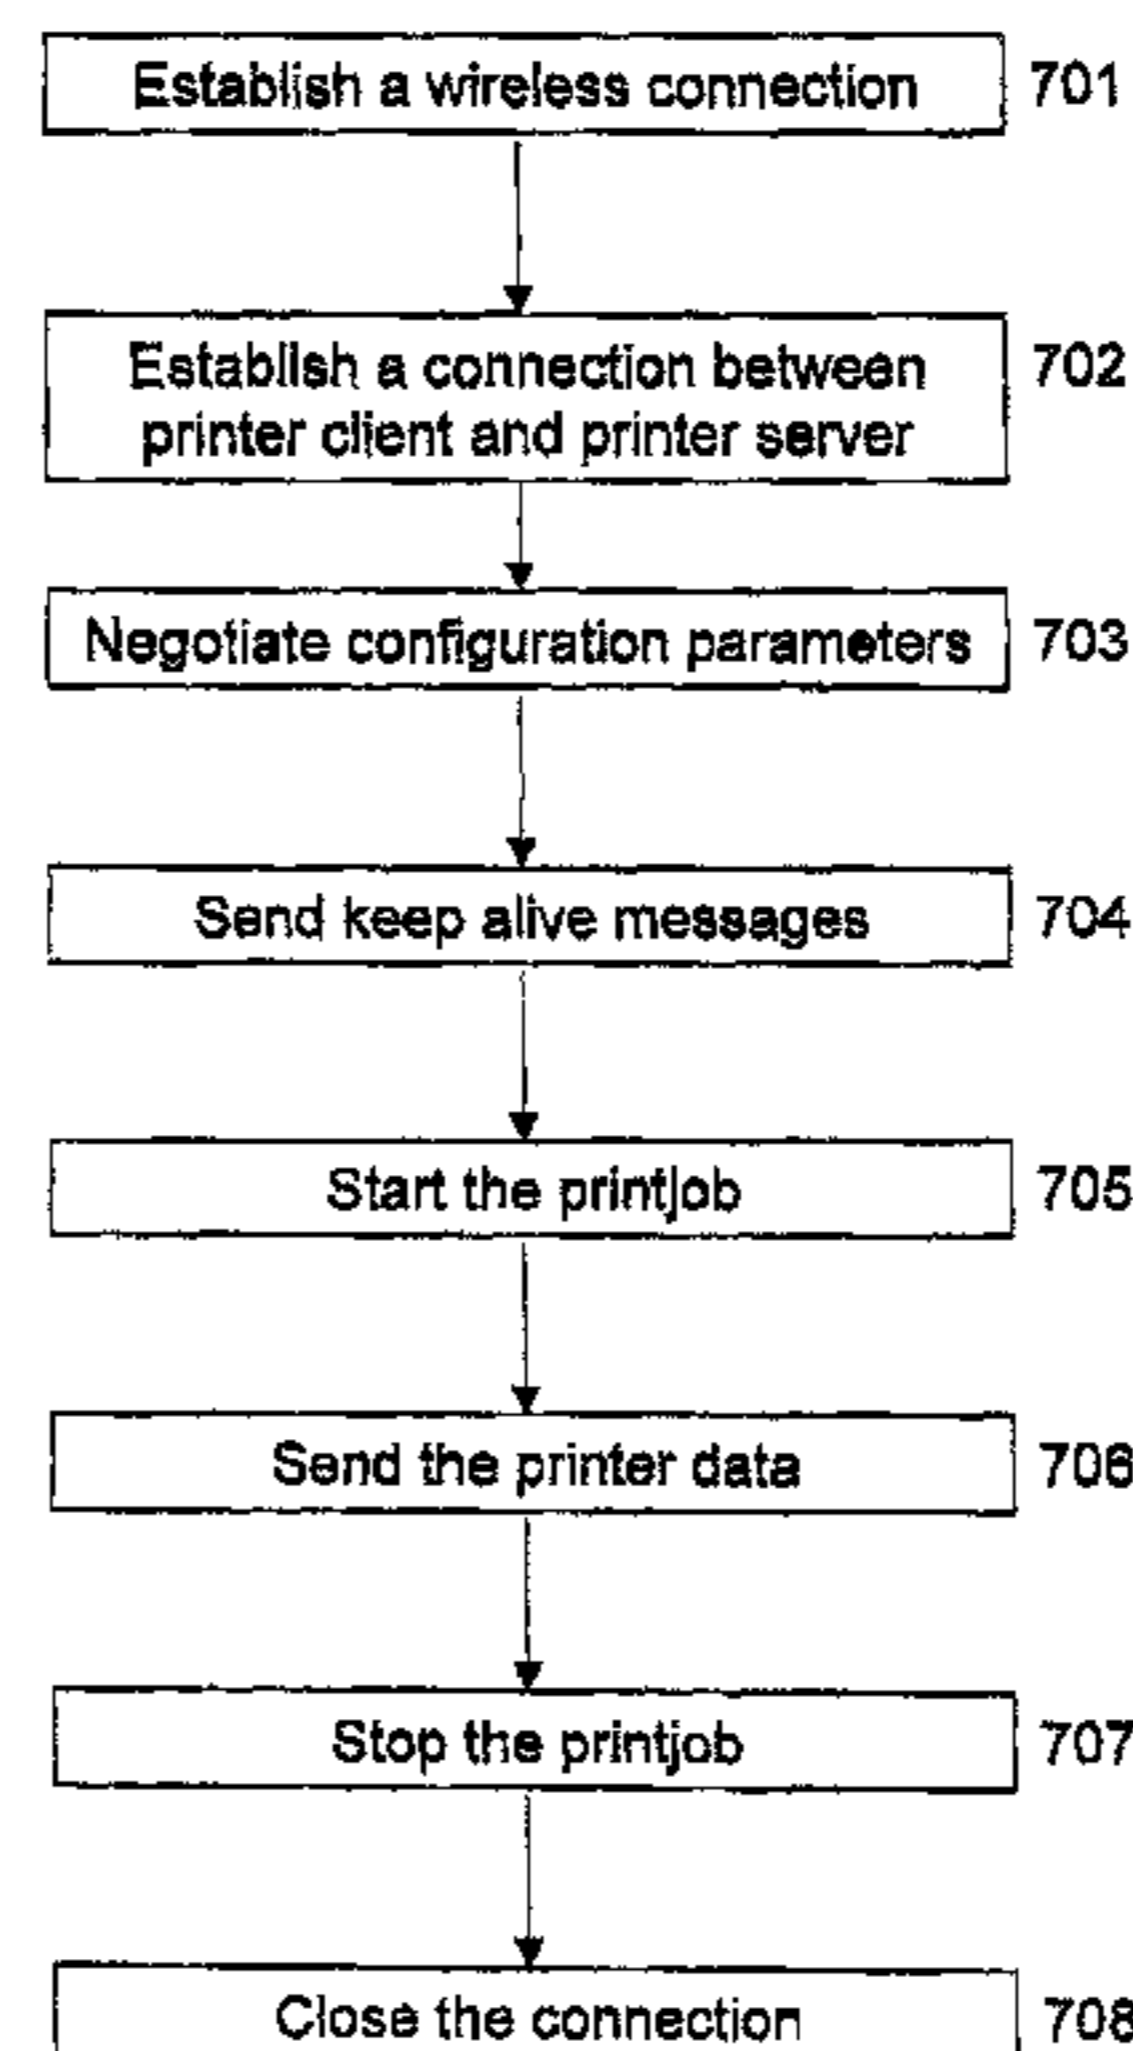 Establish a wireless connection 701
Establish a connection between 702
printer client and printer server
Negotiate configuration parameters 703
Send keep alive messages 704
Start the printjob 705
Send the printer data 706
Stop the printjob 707
Close the connection 708